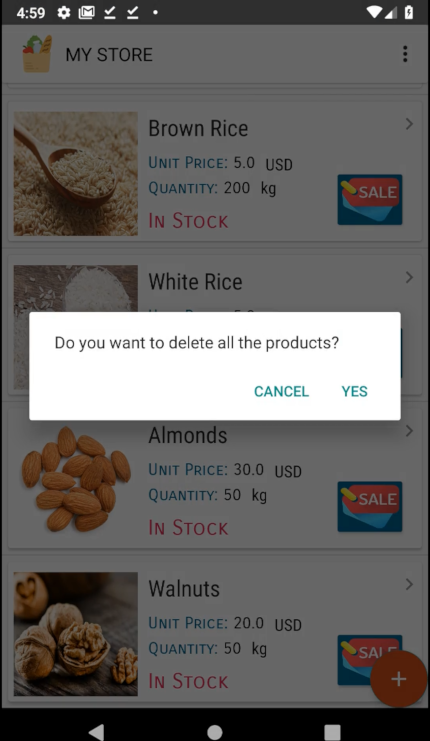 4:59
MY STORE
Brown Rice
Unit Price: 5.0 USD
Quantity: 200 kg
SALE
In Stock
White Rice
Do you want to delete all the products?
CANCEL YES
Almonds
Unit Price: 30.0 USD
Quantity: 50 kg
SALE
In Stock
Walnuts
Unit Price: 20.0 USD
Quantity: 50 kg
SALE
In Stock
+